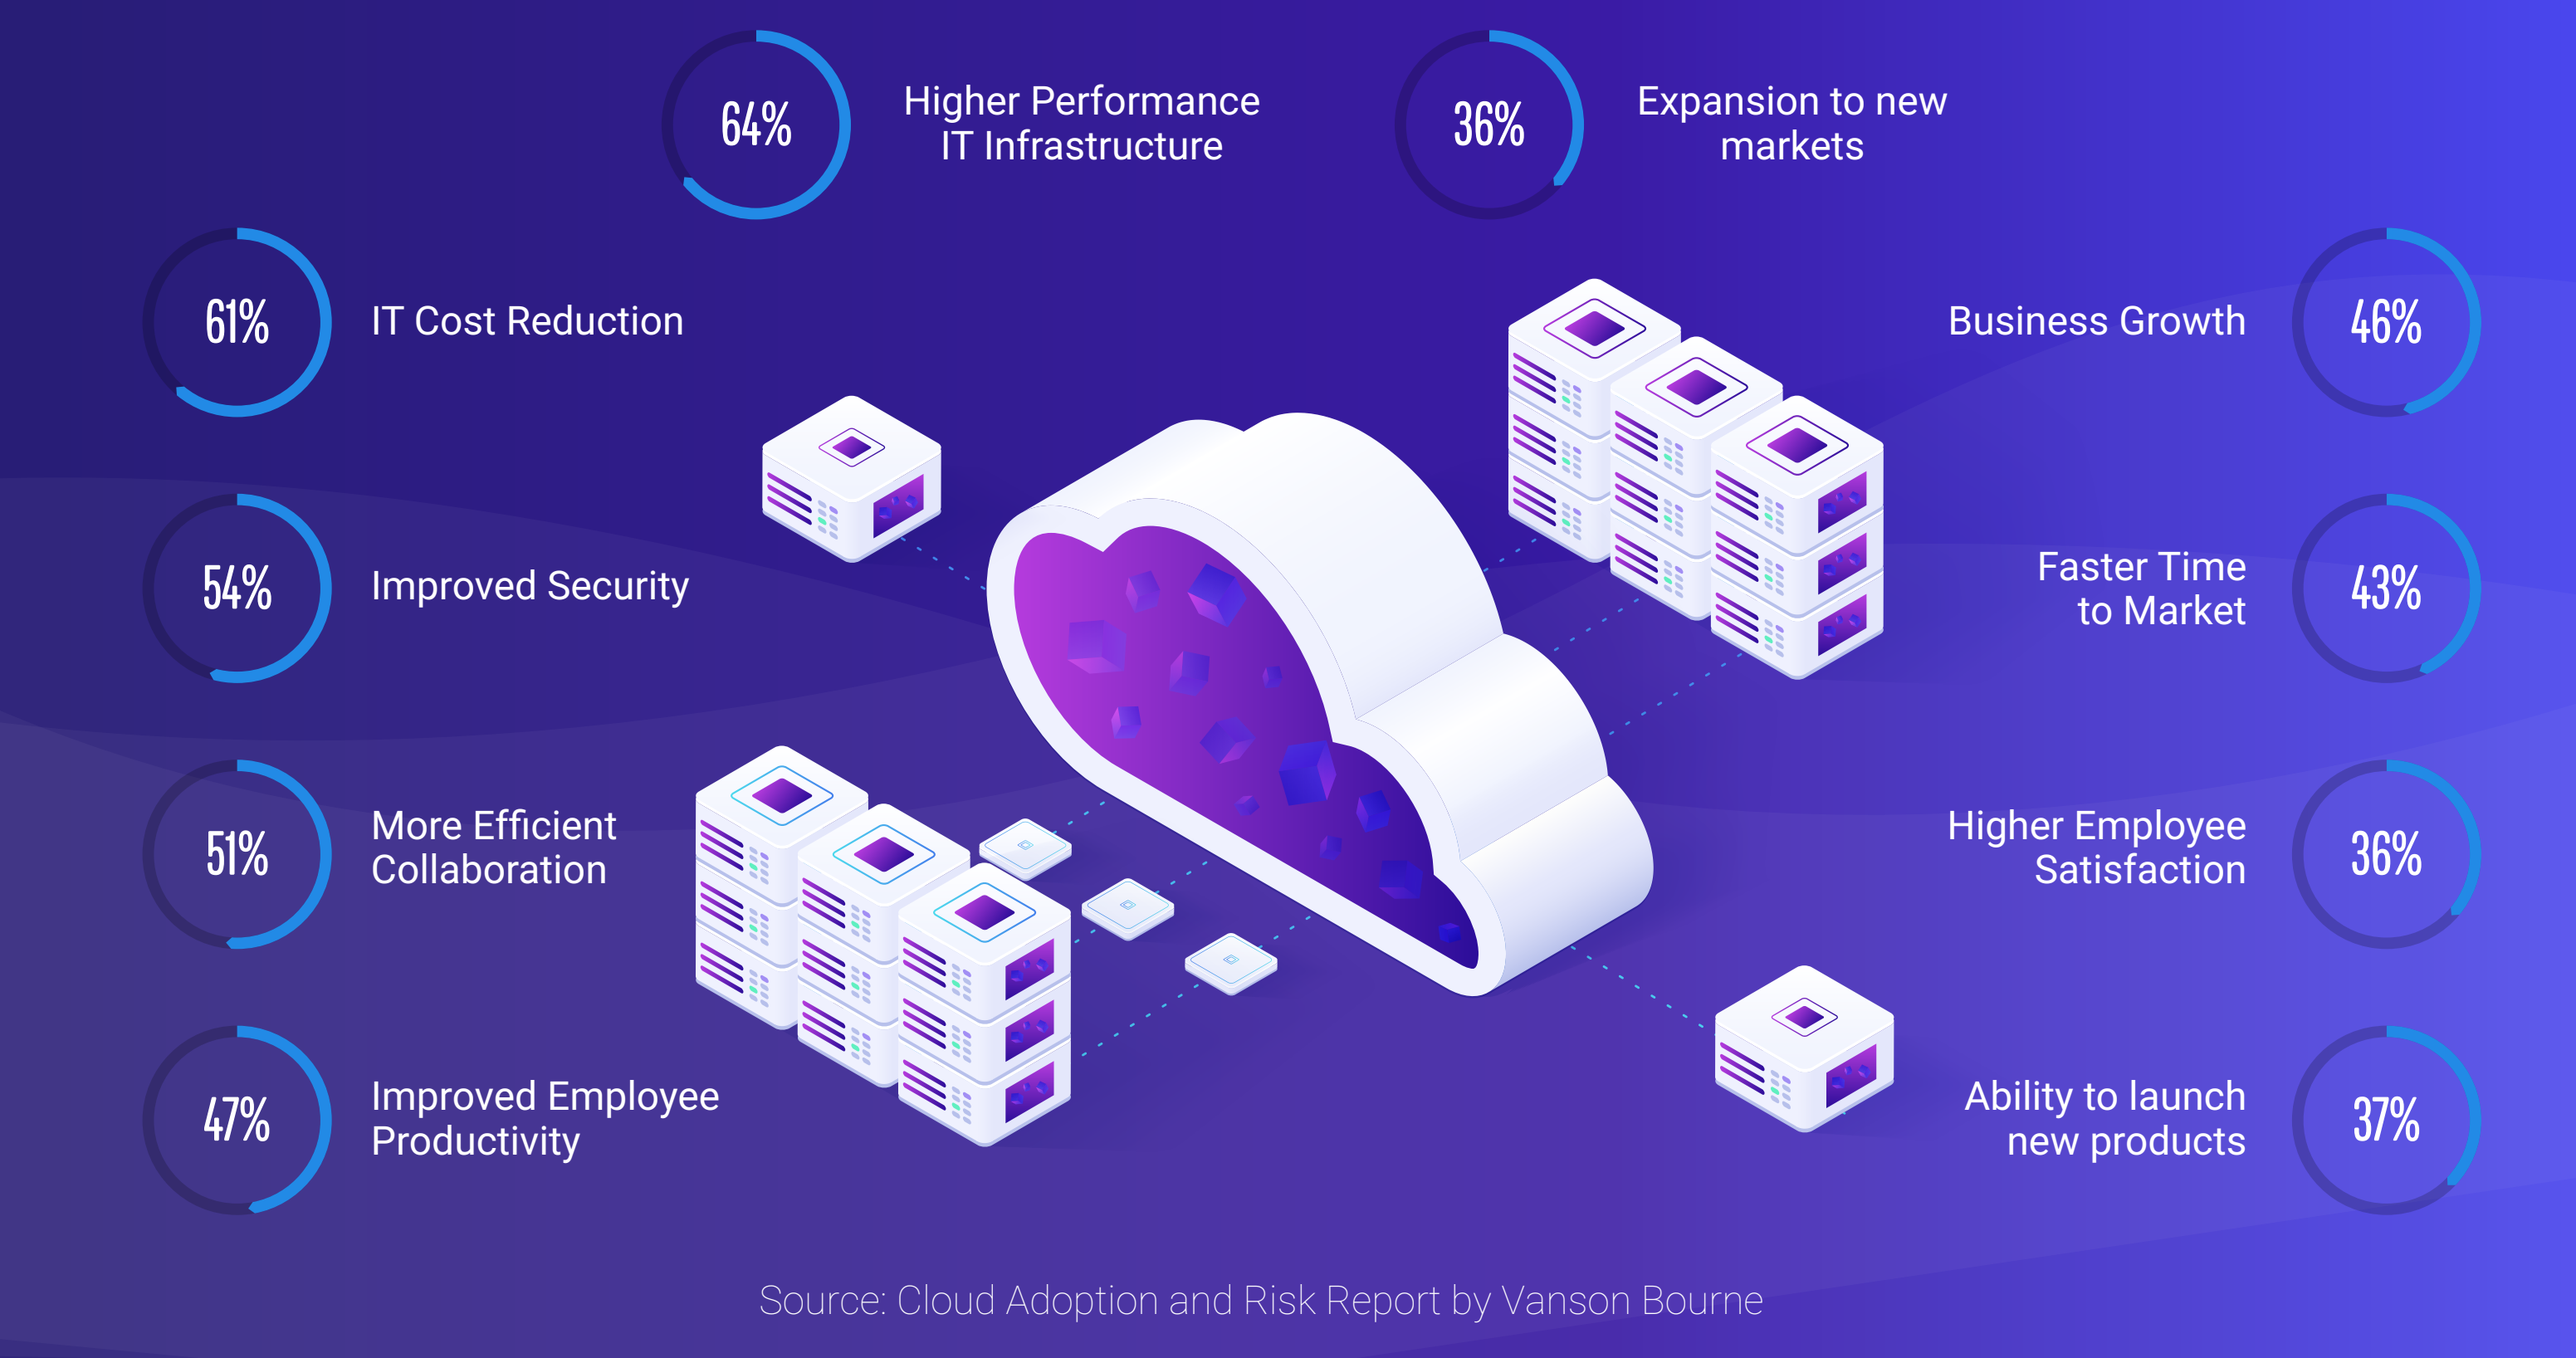 64%
Higher Performance
IT Infrastructure
36%
Expansion to new
markets
61%
IT Cost Reduction
54%
Improved Security
51%
More Efficient
Collaboration
47%
Improved Employee
Productivity
Business Growth
46%
Faster Time
to Market
43%
Higher Employee
Satisfaction
36%
Ability to launch
new products
37%
Source: Cloud Adoption and Risk Report by Vanson Bourne